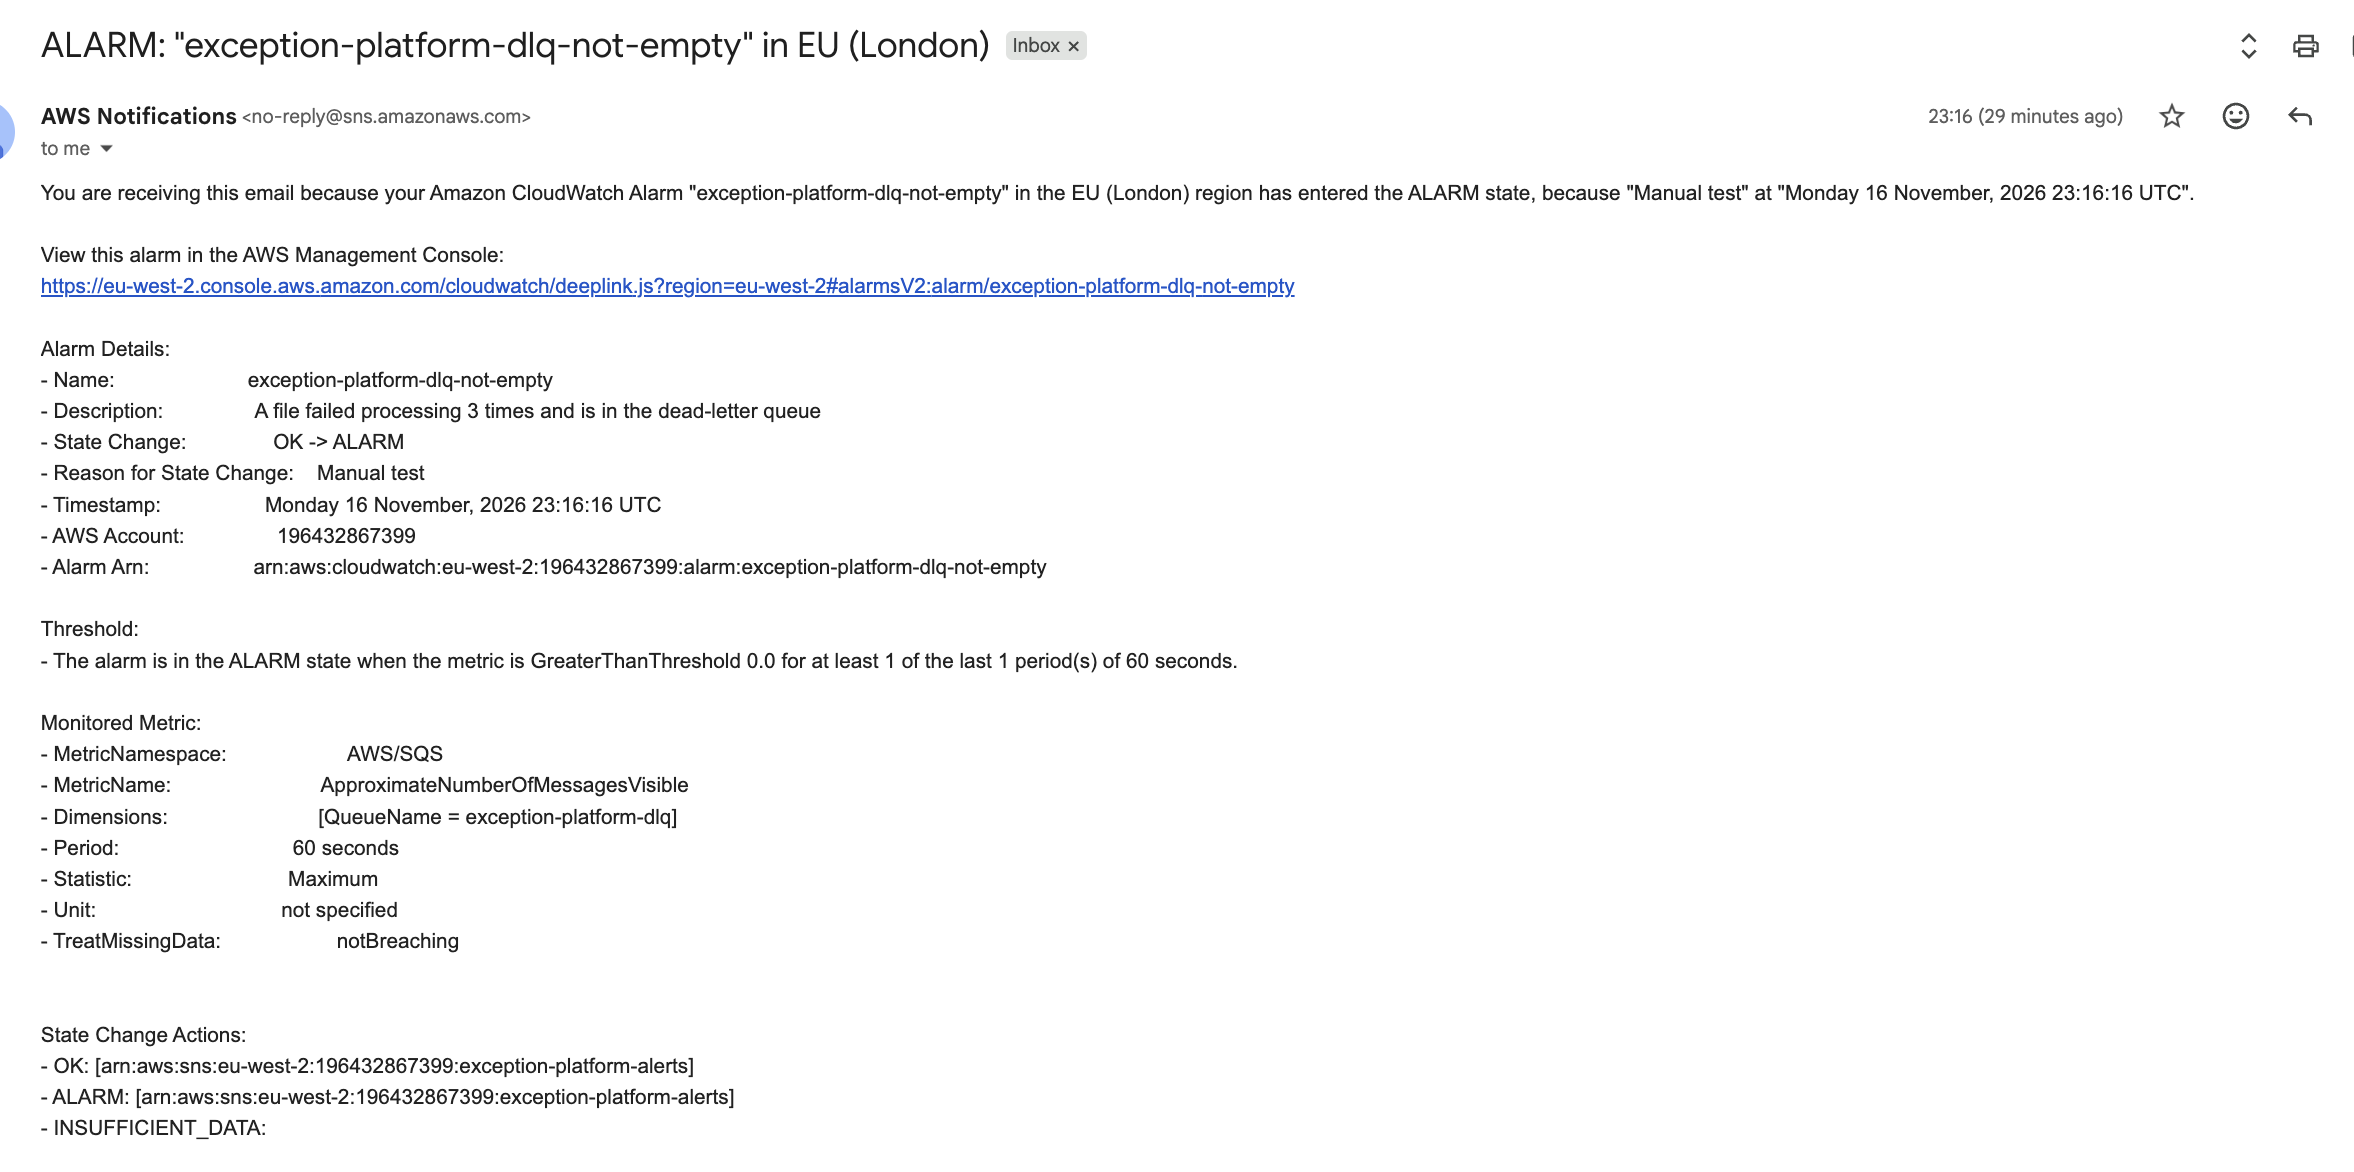 ALARM: "exception-platform-dlq-not-empty" in EU (London) Inbox ×
AWS Notifications <no-reply@sns.amazonaws.com> 23:16 (29 minutes ago)
to me
You are receiving this email because your Amazon CloudWatch Alarm "exception-platform-dlq-not-empty" in the EU (London) region has entered the ALARM state, because "Manual test" at "Monday 16 November, 2026 23:16:16 UTC".
View this alarm in the AWS Management Console:
https://eu-west-2.console.aws.amazon.com/cloudwatch/deeplink.js?region=eu-west-2#alarmsV2:alarm/exception-platform-dlq-not-empty
Alarm Details:
- Name: exception-platform-dlq-not-empty
- Description: A file failed processing 3 times and is in the dead-letter queue
- State Change: OK -> ALARM
- Reason for State Change: Manual test
- Timestamp: Monday 16 November, 2026 23:16:16 UTC
- AWS Account: 196432867399
- Alarm Arn: arn:aws:cloudwatch:eu-west-2:196432867399:alarm:exception-platform-dlq-not-empty
Threshold:
- The alarm is in the ALARM state when the metric is GreaterThanThreshold 0.0 for at least 1 of the last 1 period(s) of 60 seconds.
Monitored Metric:
- MetricNamespace: AWS/SQS
- MetricName: ApproximateNumberOfMessagesVisible
- Dimensions: [QueueName = exception-platform-dlq]
- Period: 60 seconds
- Statistic: Maximum
- Unit: not specified
- TreatMissingData: notBreaching
State Change Actions:
- OK: [arn:aws:sns:eu-west-2:196432867399:exception-platform-alerts]
- ALARM: [arn:aws:sns:eu-west-2:196432867399:exception-platform-alerts]
- INSUFFICIENT_DATA: